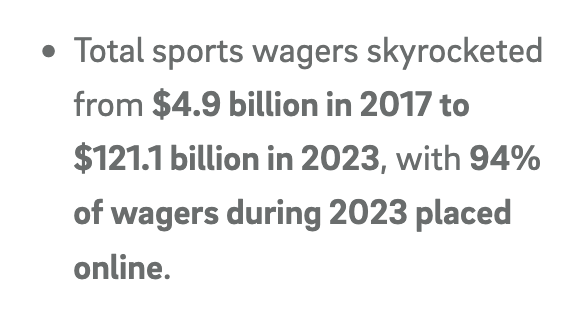 • Total sports wagers skyrocketed
from $4.9 billion in 2017 to
$121.1 billion in 2023, with 94%
of wagers during 2023 placed
online.